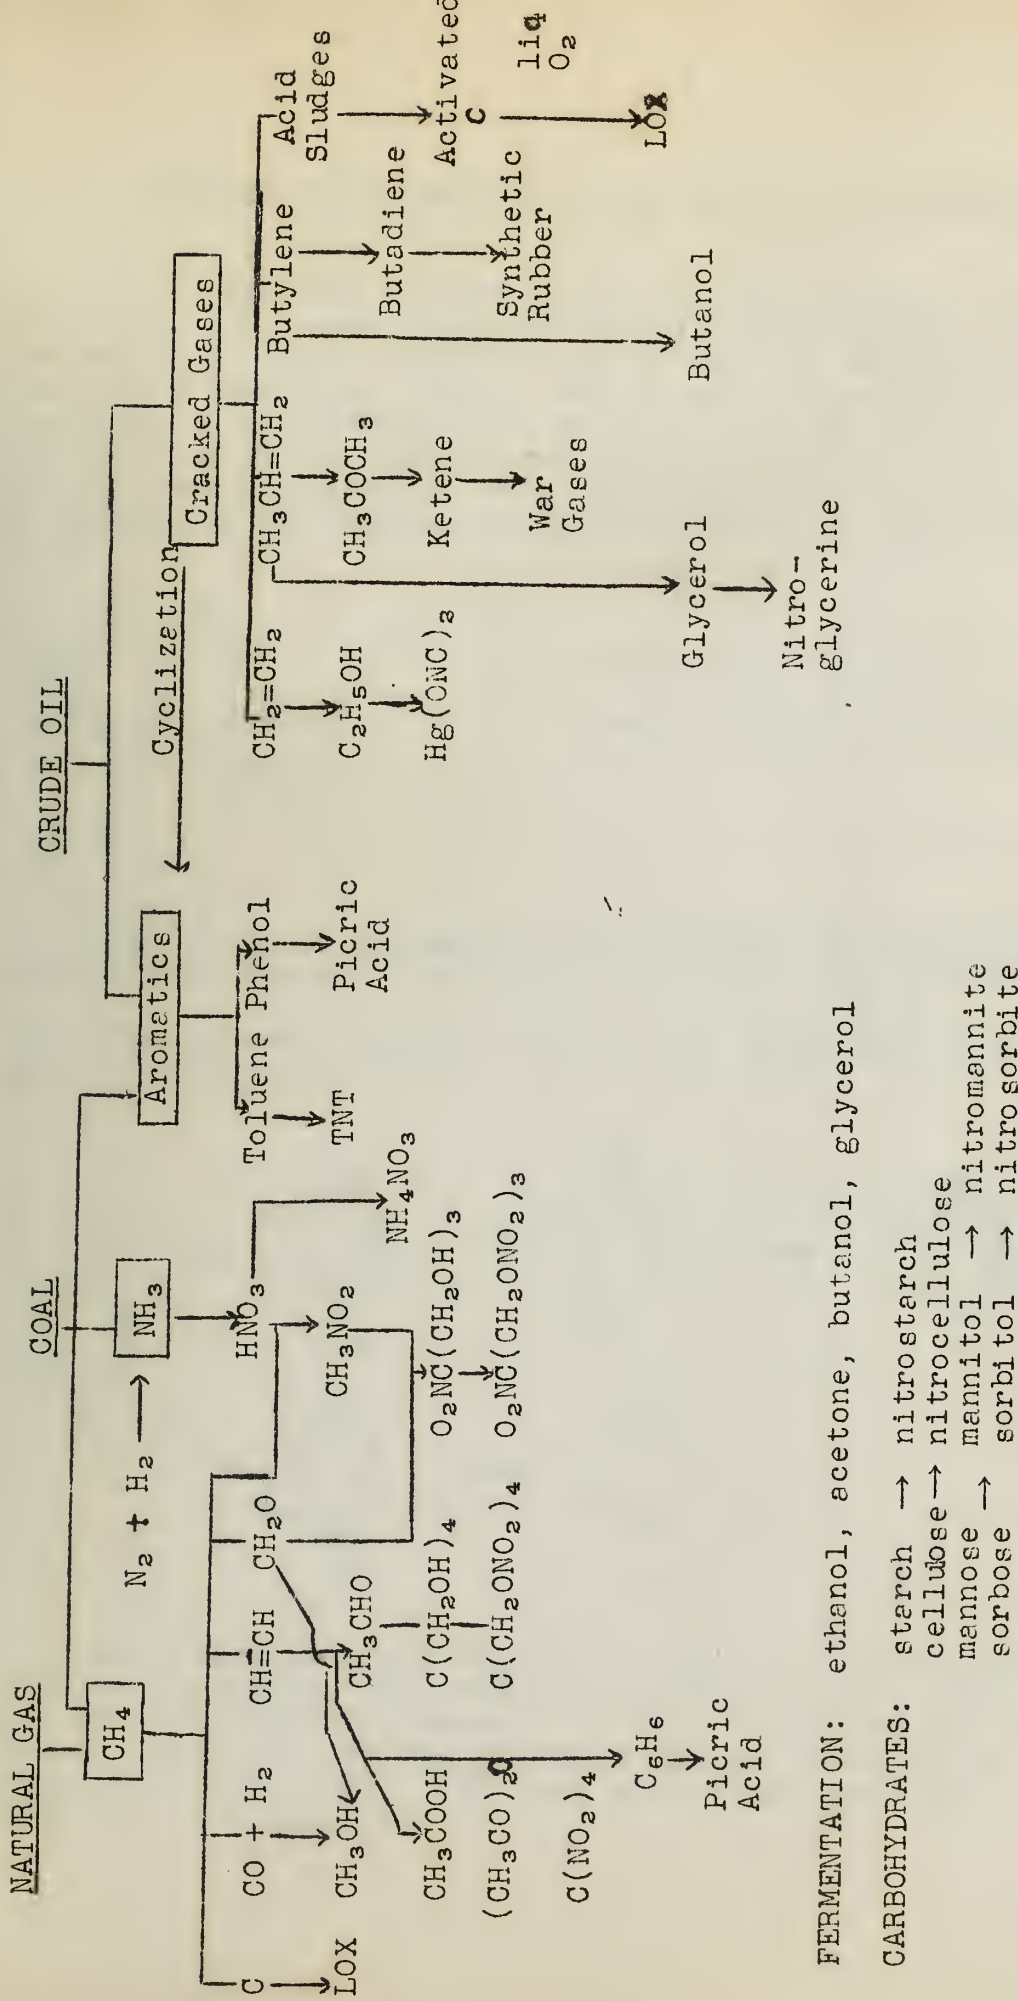 NATURAL GAS
COAL
CRUDE OIL
CH₄
N₂ + H₂ → NH₃
Aromatics
Cyclization
Cracked Gases
C
CO + H₂
CH≡CH
CH₂O
HNO₃
Toluene Phenol
CH₂=CH₂
CH₃CH=CH₂
Butylene
Acid
Sludges
LOX
CH₃OH
CH₃CHO
CH₃NO₂
NH₄NO₃
TNT
Picric
Acid
C₂H₅OH
CH₃COCH₃
Butadiene
Activated
C
liq
O₂
CH₃COOH
C(CH₂OH)₄
O₂NC(CH₂OH)₃
Hg(ONC)₂
Ketene
Synthetic
Rubber
(CH₃CO)₂O
C(CH₂ONO₂)₄
O₂NC(CH₂ONO₂)₃
War
Gases
C(NO₂)₄
LOX
C₆H₆
Glycerol
Butanol
Picric
Acid
Nitro-
glycerine
FERMENTATION: ethanol, acetone, butanol, glycerol
CARBOHYDRATES: starch → nitrostarch
cellulose → nitrocellulose
mannose → mannitol → nitromannite
sorbose → sorbitol → nitrosorbite